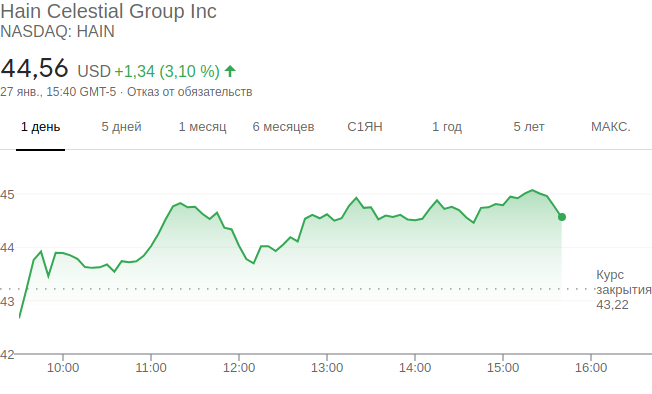 Hain Celestial Group Inc
NASDAQ: HAIN
44,56 USD +1,34 (3,10 %)
27 янв., 15:40 GMT-5 · Отказ от обязательств
1 день 5 дней 1 месяц 6 месяцев С1ЯН 1 год 5 лет МАКС.
45
44
43
42
Курс
закрытия
43,22
10:00 11:00 12:00 13:00 14:00 15:00 16:00